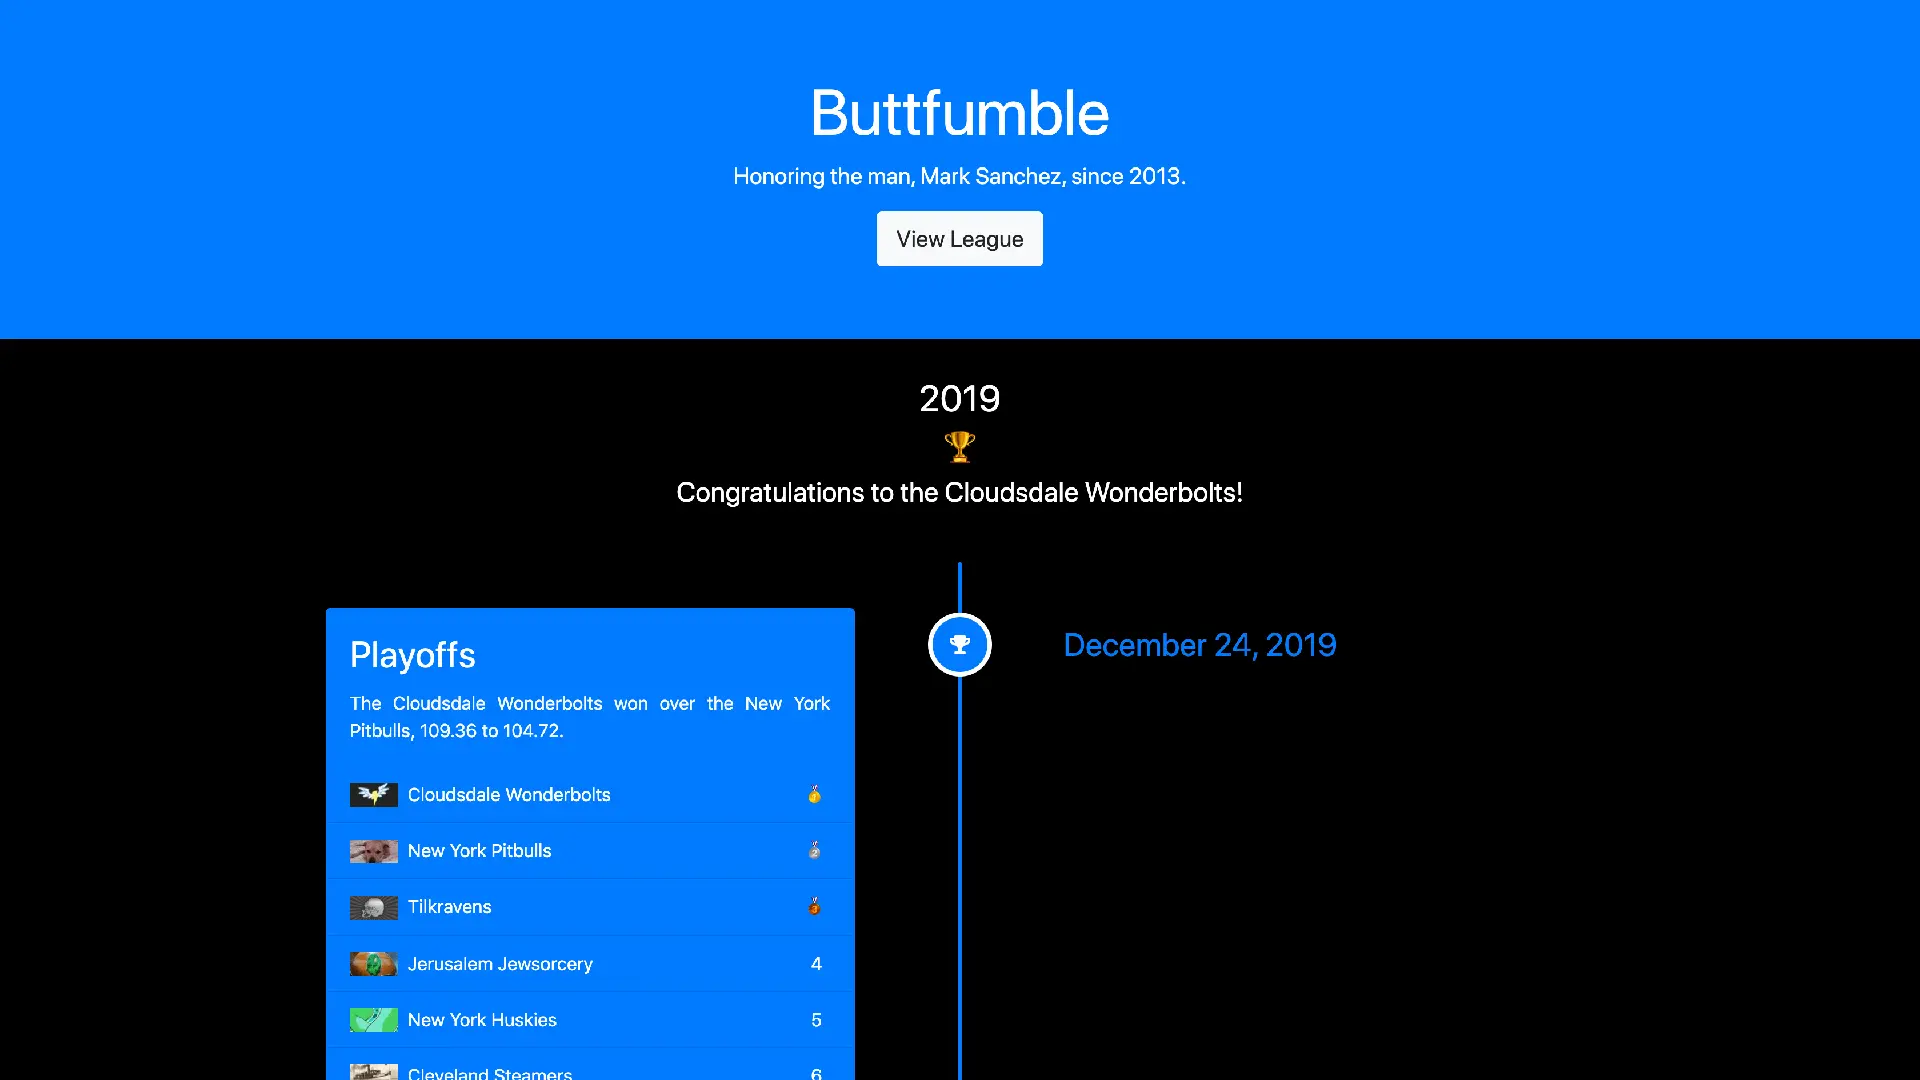 Buttfumble
Honoring the man, Mark Sanchez, since 2013.
View League
2019
Congratulations to the Cloudsdale Wonderbolts!
December 24, 2019
Playoffs
The Cloudsdale Wonderbolts won over the New York
Pitbulls, 109.36 to 104.72.
Cloudsdale Wonderbolts
New York Pitbulls
Tilkravens
Jerusalem Jewsorcery 4
New York Huskies 5
Cleveland Steamers 6